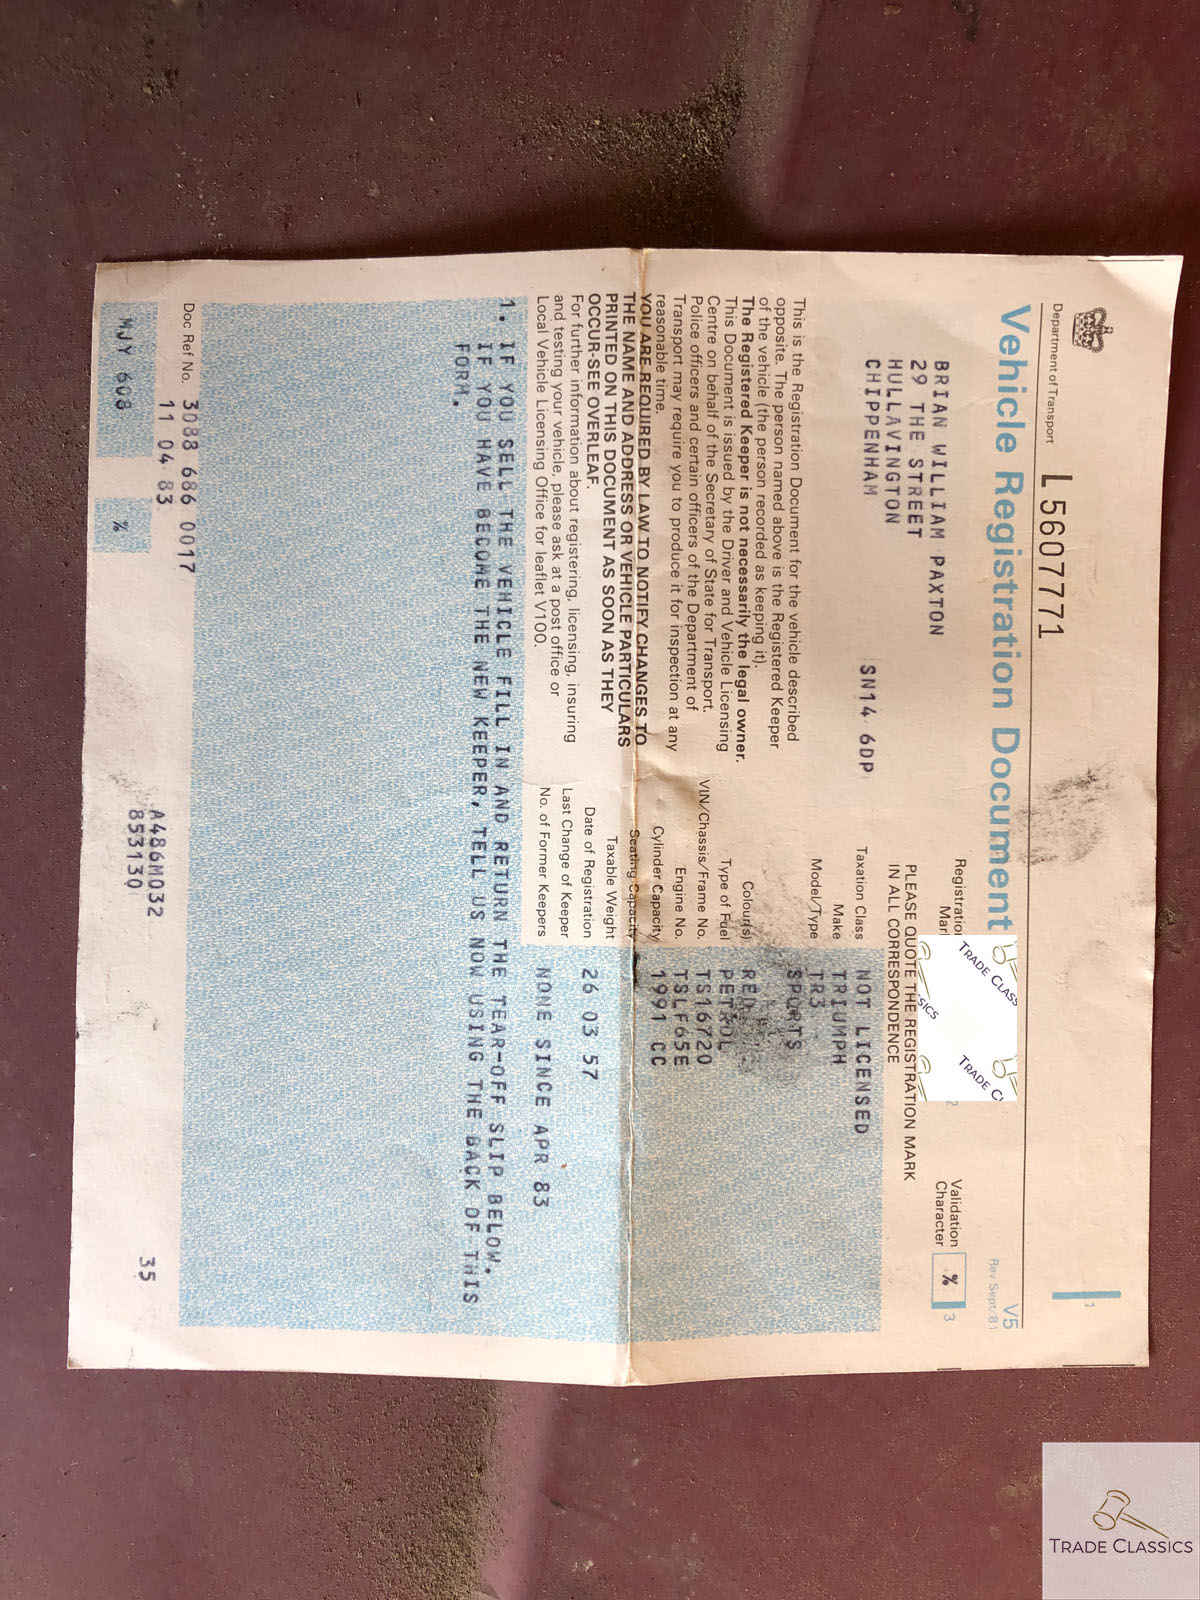 Department of Transport
L 5607771
1
Vehicle Registration Document
V5
Rev Sept/81
BRIAN WILLIAM PAXTON
29 THE STREET
HULLAVINGTON
CHIPPENHAM
SN14 6DP
Registration
Mark
2
Validation
Character
%
3
PLEASE QUOTE THE REGISTRATION MARK
IN ALL CORRESPONDENCE
Taxation Class NOT LICENSED
Make TRIUMPH
Model/Type TR3
SPORTS
Colour(s) RED
Type of Fuel PETROL
VIN/Chassis/Frame No. TS16720
Engine No. TSLF65E
Cylinder Capacity 1991 CC
Seating Capacity
Taxable Weight
Date of Registration 26 03 57
Last Change of Keeper
No. of Former Keepers NONE SINCE APR 83
This is the Registration Document for the vehicle described
opposite. The person named above is the Registered Keeper
of the vehicle (the person recorded as keeping it).
The Registered Keeper is not necessarily the legal owner.
This Document is issued by the Driver and Vehicle Licensing
Centre on behalf of the Secretary of State for Transport.
Police officers and certain officers of the Department of
Transport may require you to produce it for inspection at any
reasonable time.
YOU ARE REQUIRED BY LAW TO NOTIFY CHANGES TO
THE NAME AND ADDRESS OR VEHICLE PARTICULARS
PRINTED ON THIS DOCUMENT AS SOON AS THEY
OCCUR-SEE OVERLEAF.
For further information about registering, licensing, insuring
and testing your vehicle, please ask at a post office or
Local Vehicle Licensing Office for leaflet V100.
1. IF YOU SELL THE VEHICLE FILL IN AND RETURN THE TEAR-OFF SLIP BELOW.
IF YOU HAVE BECOME THE NEW KEEPER, TELL US NOW USING THE BACK OF THIS
FORM.
Doc Ref No. 3088 686 0017
11 04 83
A486M032
853130
35
MJY 608
%
TRADE CLASS
SICS
TRADE C
TRADE CLASSICS